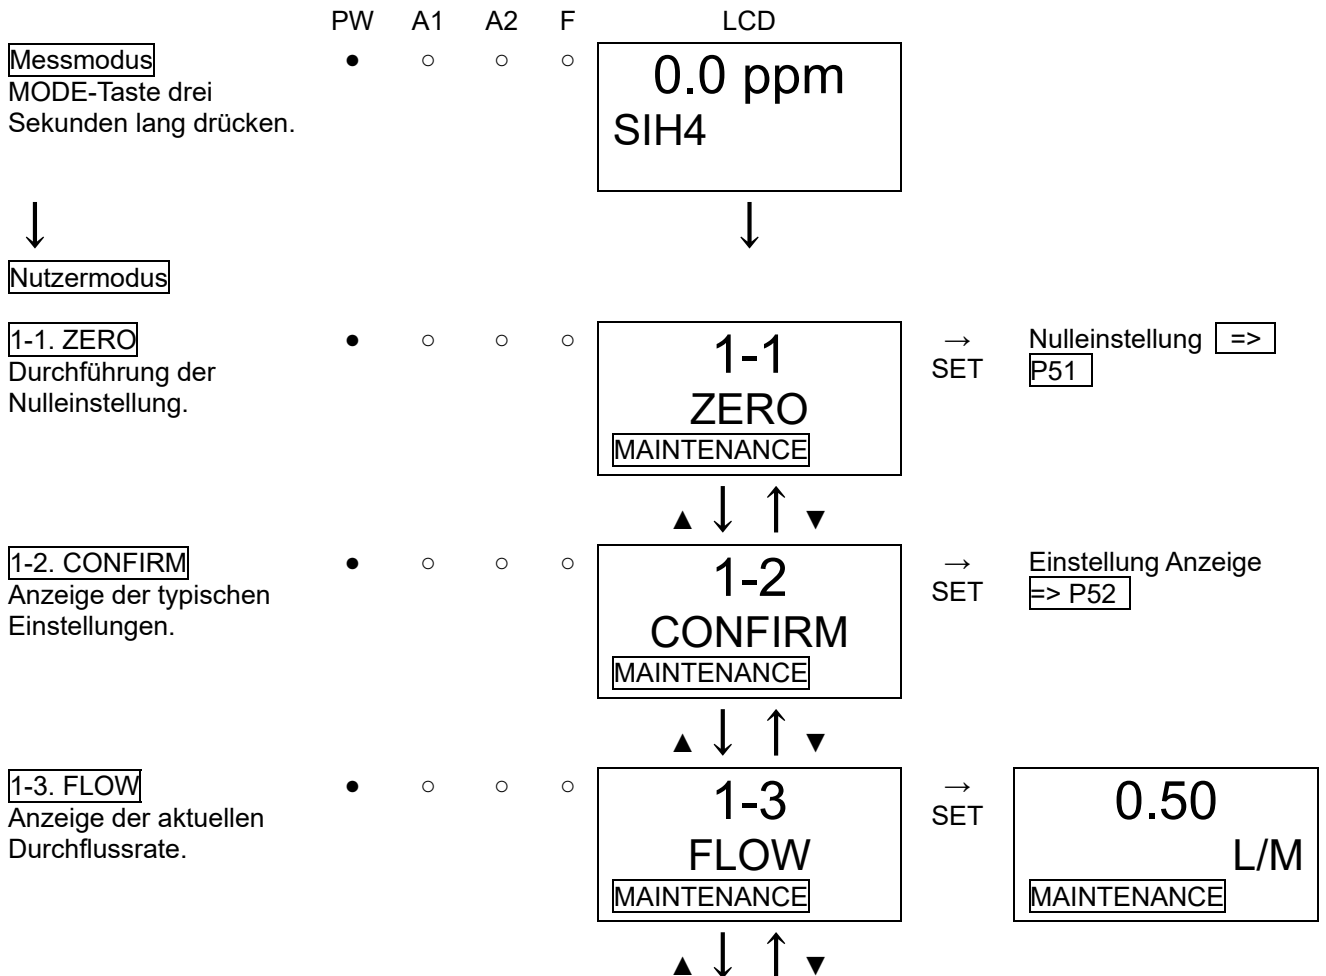 PW A1 A2 F LCD
Messmodus ● ○ ○ ○ 0.0 ppm
MODE-Taste drei
Sekunden lang drücken. SIH4
↓ ↓
Nutzermodus
1-1. ZERO ● ○ ○ ○ 1-1 → Nulleinstellung =>
Durchführung der SET P51
Nulleinstellung. ZERO
MAINTENANCE
▲ ↓ ↑ ▼
1-2. CONFIRM ● ○ ○ ○ 1-2 → Einstellung Anzeige
Anzeige der typischen SET => P52
Einstellungen. CONFIRM
MAINTENANCE
▲ ↓ ↑ ▼
1-3. FLOW ● ○ ○ ○ 1-3 → 0.50
Anzeige der aktuellen SET
Durchflussrate. FLOW L/M
MAINTENANCE MAINTENANCE
▲ ↓ ↑ ▼